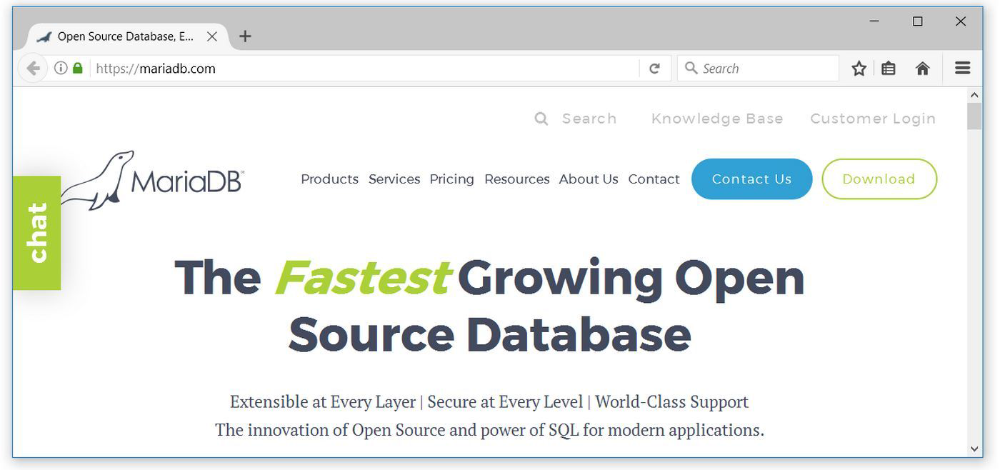 Open Source Database, E...
https://mariadb.com
Search
Search Knowledge Base Customer Login
MariaDB
Products Services Pricing Resources About Us Contact Contact Us Download
chat
The Fastest Growing Open
Source Database
Extensible at Every Layer | Secure at Every Level | World-Class Support
The innovation of Open Source and power of SQL for modern applications.